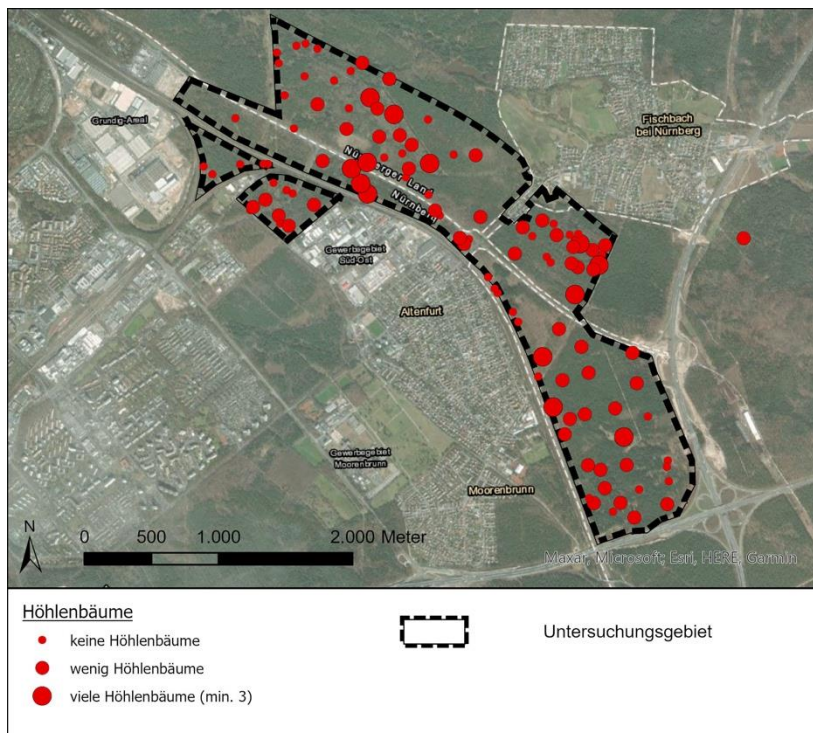 Grundig-Areal
Fischbach
bei Nürnberg
Nürnberger Land
Nürnberg
Gewerbegebiet
Süd-Ost
Altenfurt
Gewerbegebiet
Moorenbrunn
Moorenbrunn
N
0 500 1.000 2.000 Meter
Maxar, Microsoft; Esri, HERE, Garmin
Höhlenbäume
keine Höhlenbäume
wenig Höhlenbäume
viele Höhlenbäume (min. 3)
Untersuchungsgebiet